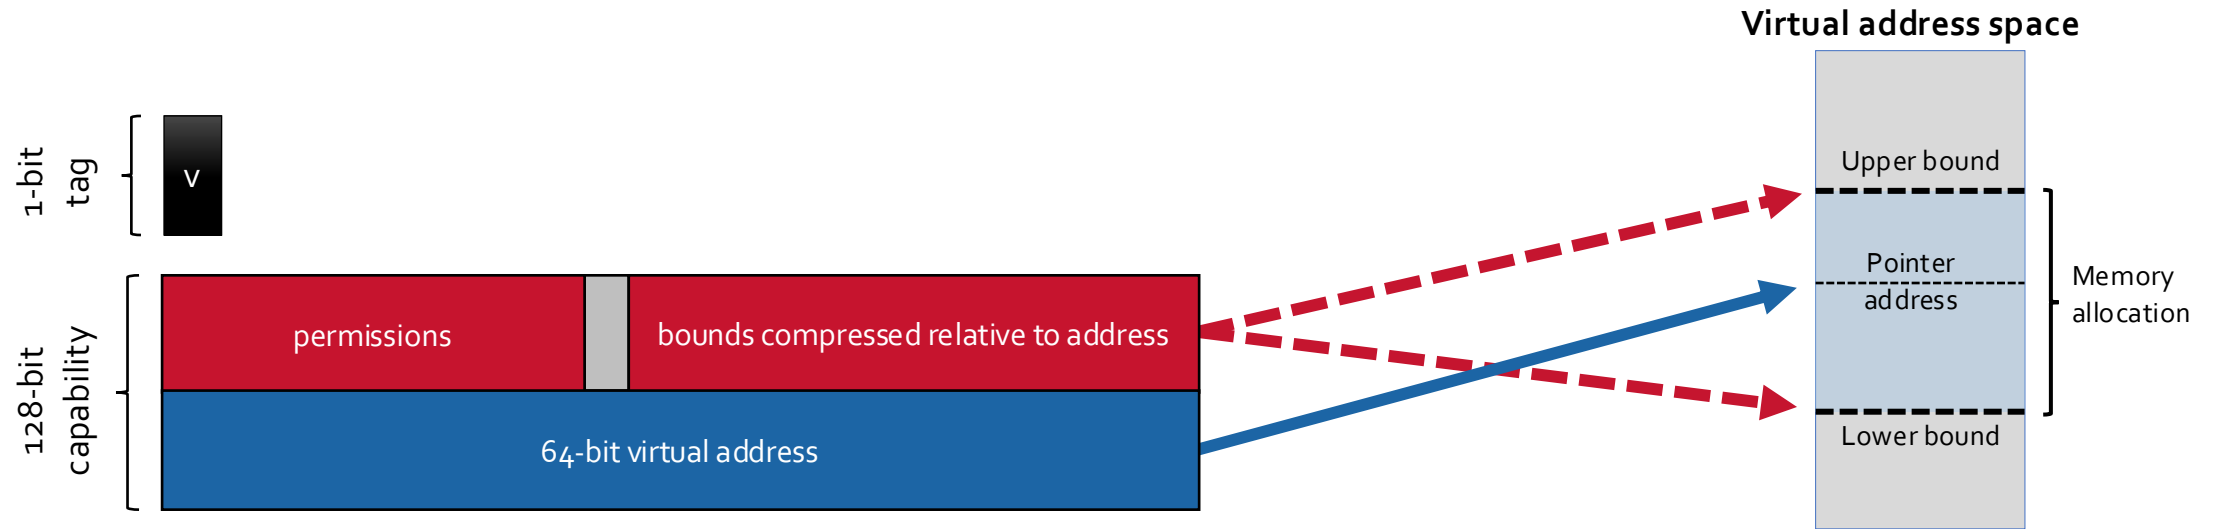 Virtual address space
1-bit
tag
v
128-bit
capability
permissions
bounds compressed relative to address
64-bit virtual address
Upper bound
Pointer
address
Lower bound
Memory
allocation